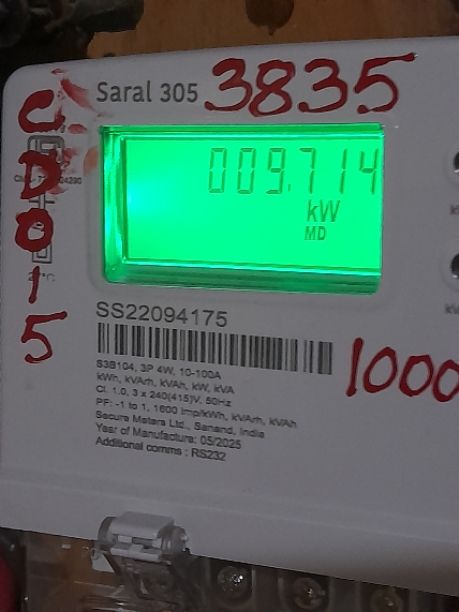 Saral 305
3835
C
D
0
1
5
009.714
kW
MD
SS22094175
S3B104, 3P 4W, 10-100A
kWh, kVArh, kVAh, kW, kVA
Cl. 1.0, 3 x 240(415)V, 50Hz
PF: -1 to 1, 1600 imp/kWh, kVArh, kVAh
Secure Meters Ltd., Sanand, India
Year of Manufacture: 05/2025
Additional comms : RS232
1000